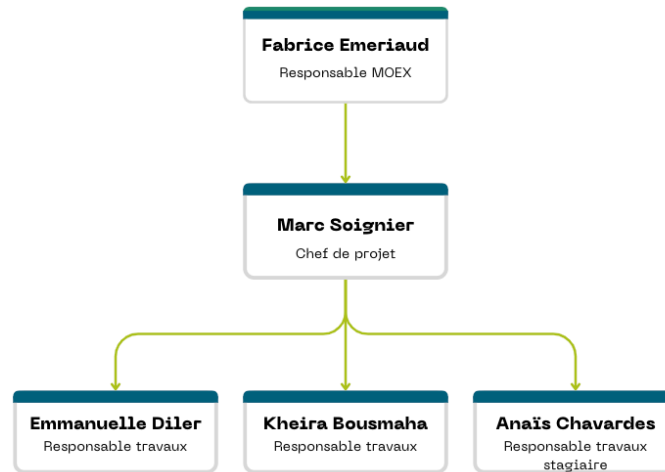 Fabrice Emeriaud
Responsable MOEX
Marc Soignier
Chef de projet
Emmanuelle Diler
Responsable travaux
Kheira Bousmaha
Responsable travaux
Anaïs Chavardes
Responsable travaux
stagiaire